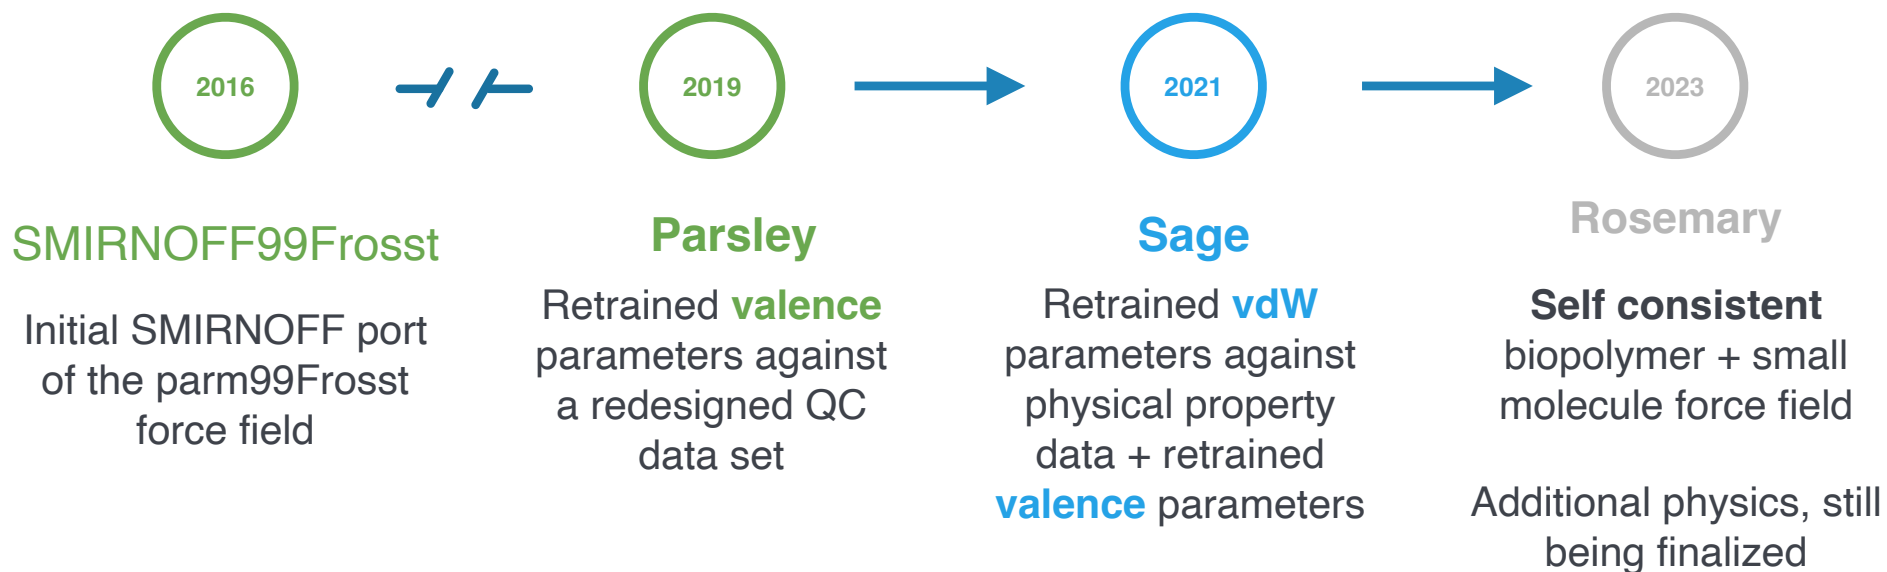 2016
SMIRNOFF99Frosst
Initial SMIRNOFF port
of the parm99Frosst
force field
2019
Parsley
Retrained valence
parameters against
a redesigned QC
data set
2021
Sage
Retrained vdW
parameters against
physical property
data + retrained
valence parameters
2023
Rosemary
Self consistent
biopolymer + small
molecule force field
Additional physics, still
being finalized